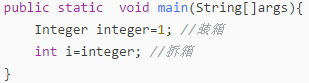 public static  void main(String[]args){
    Integer integer=1; //装箱
    int i=integer; //拆箱
}